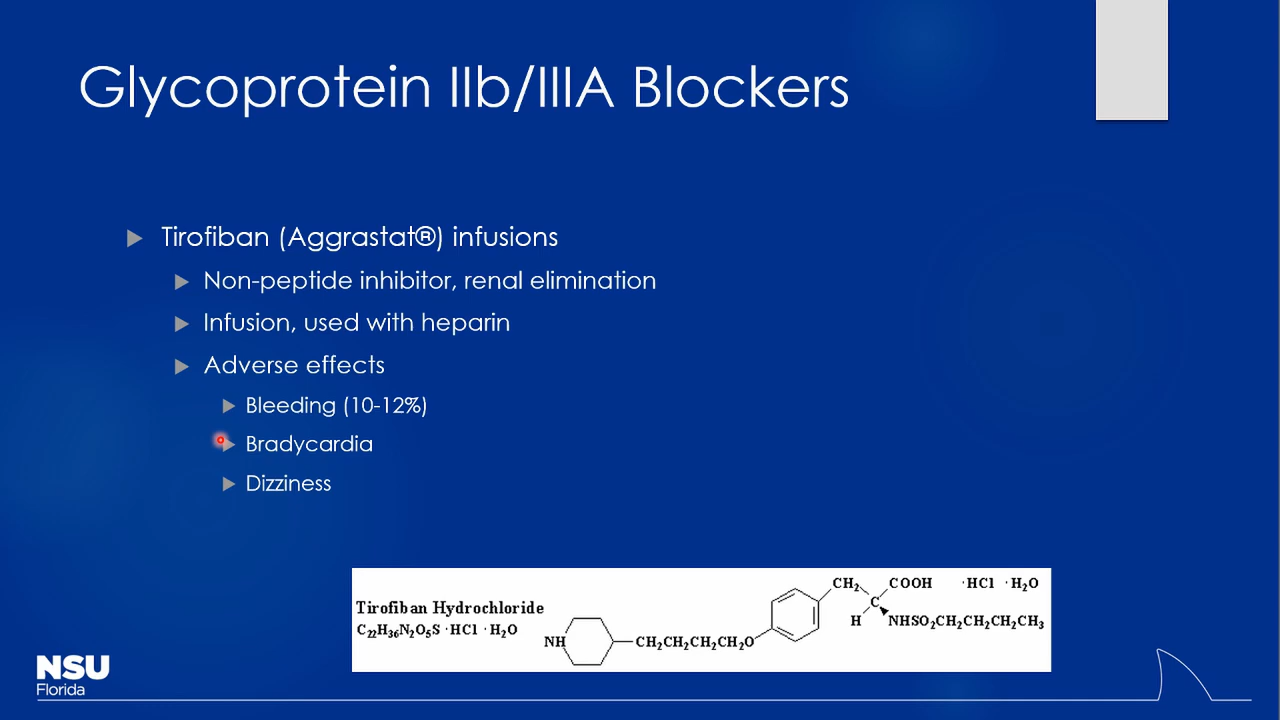 Glycoprotein IIb/IIIA Blockers
Tirofiban (Aggrastat®) infusions
Non-peptide inhibitor, renal elimination
Infusion, used with heparin
Adverse effects
Bleeding (10-12%)
Bradycardia
Dizziness
Tirofiban Hydrochloride
C₂₂H₃₆N₂O₅S ·HCl ·H₂O
NH
CH₂CH₂CH₂CH₂O
CH₂ COOH ·HCl ·H₂O
C
H NHSO₂CH₂CH₂CH₂CH₃
NSU
Florida